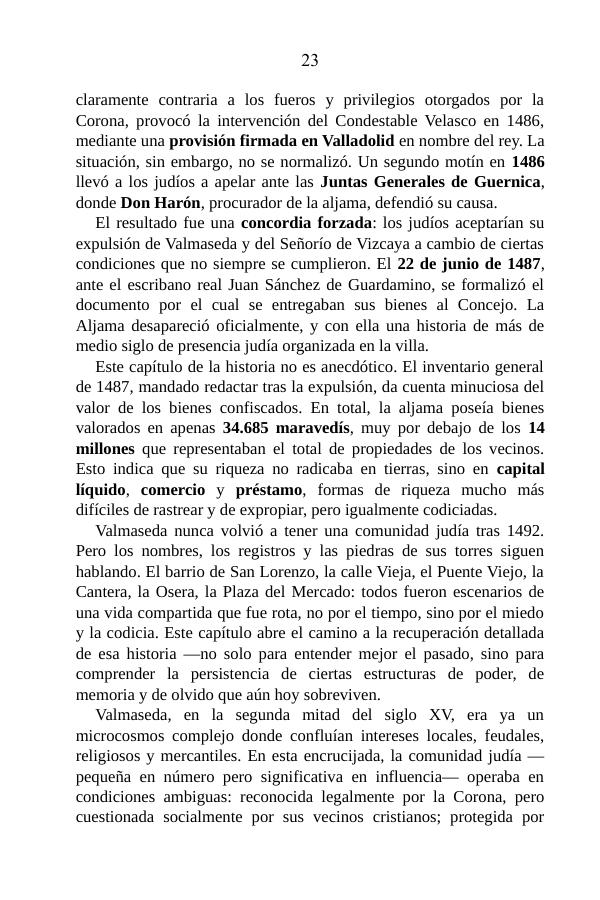 23
claramente contraria a los fueros y privilegios otorgados por la
Corona, provocó la intervención del Condestable Velasco en 1486,
mediante una provisión firmada en Valladolid en nombre del rey. La
situación, sin embargo, no se normalizó. Un segundo motín en 1486
llevó a los judíos a apelar ante las Juntas Generales de Guernica,
donde Don Harón, procurador de la aljama, defendió su causa.
El resultado fue una concordia forzada: los judíos aceptarían su
expulsión de Valmaseda y del Señorío de Vizcaya a cambio de ciertas
condiciones que no siempre se cumplieron. El 22 de junio de 1487,
ante el escribano real Juan Sánchez de Guardamino, se formalizó el
documento por el cual se entregaban sus bienes al Concejo. La
Aljama desapareció oficialmente, y con ella una historia de más de
medio siglo de presencia judía organizada en la villa.
Este capítulo de la historia no es anecdótico. El inventario general
de 1487, mandado redactar tras la expulsión, da cuenta minuciosa del
valor de los bienes confiscados. En total, la aljama poseía bienes
valorados en apenas 34.685 maravedís, muy por debajo de los 14
millones que representaban el total de propiedades de los vecinos.
Esto indica que su riqueza no radicaba en tierras, sino en capital
líquido, comercio y préstamo, formas de riqueza mucho más
difíciles de rastrear y de expropiar, pero igualmente codiciadas.
Valmaseda nunca volvió a tener una comunidad judía tras 1492.
Pero los nombres, los registros y las piedras de sus torres siguen
hablando. El barrio de San Lorenzo, la calle Vieja, el Puente Viejo, la
Cantera, la Osera, la Plaza del Mercado: todos fueron escenarios de
una vida compartida que fue rota, no por el tiempo, sino por el miedo
y la codicia. Este capítulo abre el camino a la recuperación detallada
de esa historia —no solo para entender mejor el pasado, sino para
comprender la persistencia de ciertas estructuras de poder, de
memoria y de olvido que aún hoy sobreviven.
Valmaseda, en la segunda mitad del siglo XV, era ya un
microcosmos complejo donde confluían intereses locales, feudales,
religiosos y mercantiles. En esta encrucijada, la comunidad judía —
pequeña en número pero significativa en influencia— operaba en
condiciones ambiguas: reconocida legalmente por la Corona, pero
cuestionada socialmente por sus vecinos cristianos; protegida por